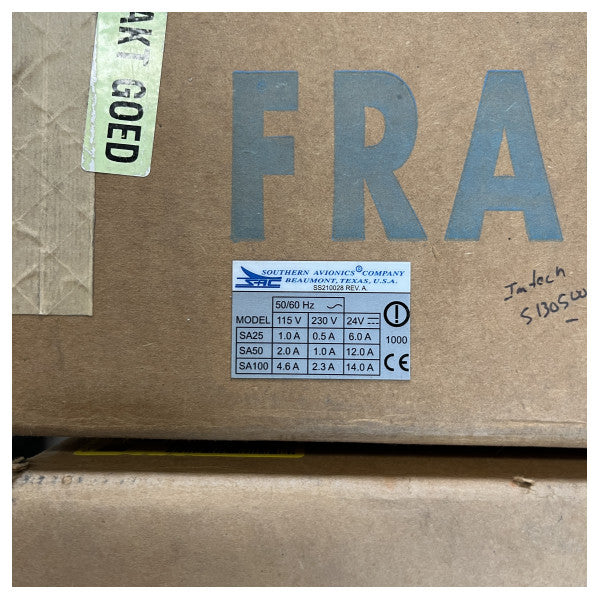 AKT GOED
FRA
SOUTHERN AVIONICS® COMPANY
BEAUMONT, TEXAS, U.S.A.
SAC
SS210028 REV. A.
50/60 Hz
MODEL 115 V 230 V 24V
SA25 1.0 A 0.5 A 6.0 A
SA50 2.0 A 1.0 A 12.0 A
SA100 4.6 A 2.3 A 14.0 A
1000
CE
Imtech
5130500